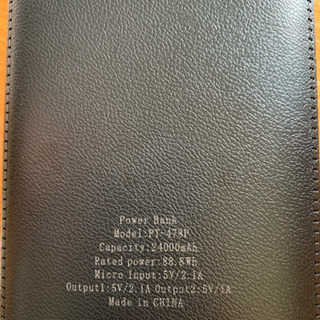 Power Bank
Model:PT-478P
Capacity:24000mAh
Rated power:88.8Wh
Micro Input:5V/2.1A
Output1:5V/2.1A Output2:5V/1A
Made in CHINA